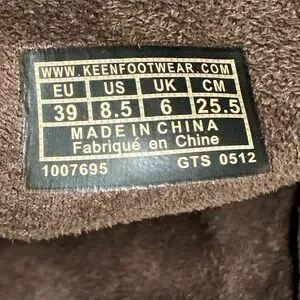 WWW.KEENFOOTWEAR.COM
EU US UK CM
39 8.5 6 25.5
MADE IN CHINA
Fabriqué en Chine
1007695 GTS 0512